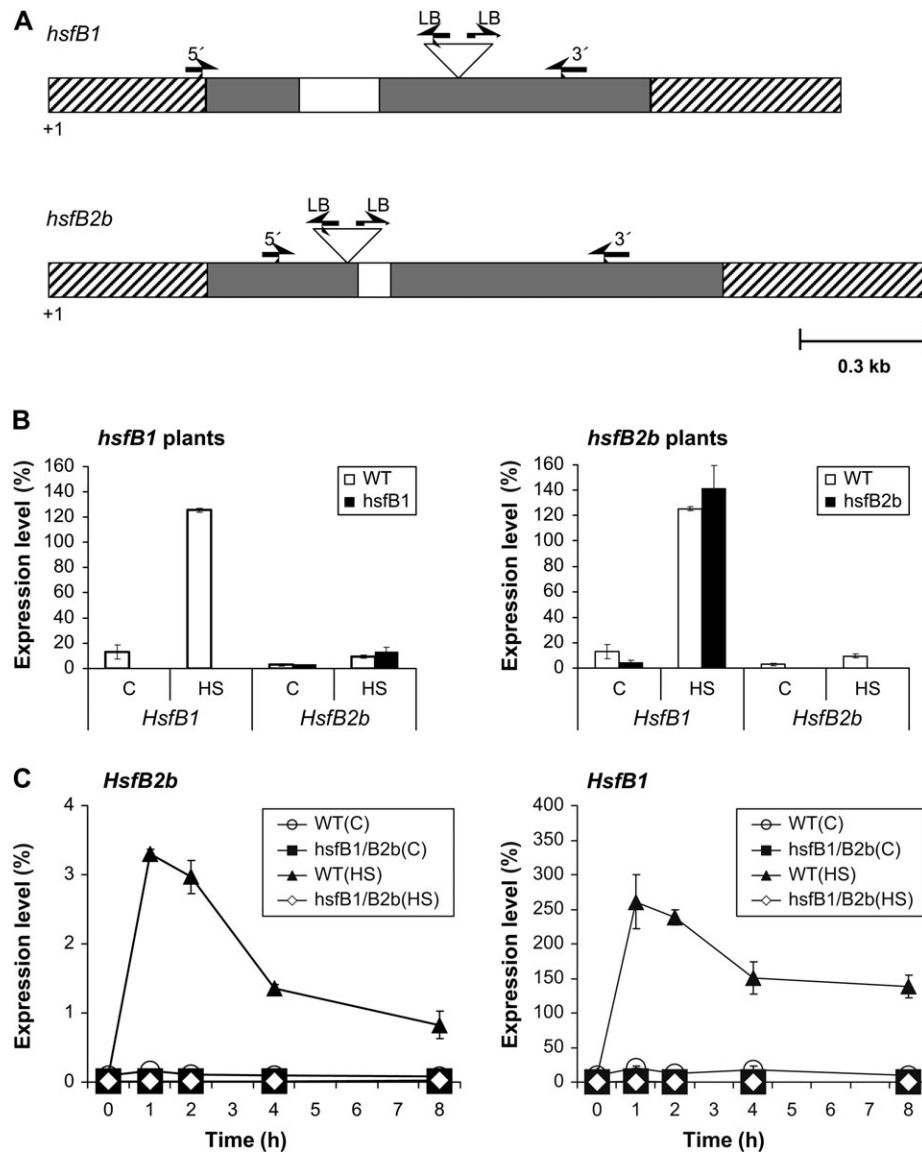 A
hsfB1
LB LB
5´ 3´
+1
hsfB2b
LB LB
5´ 3´
+1
0.3 kb
B
hsfB1 plants
Expression level (%)
160
140
120
100
80
60
40
20
0
WT
hsfB1
C HS C HS
HsfB1 HsfB2b
hsfB2b plants
Expression level (%)
160
140
120
100
80
60
40
20
0
WT
hsfB2b
C HS C HS
HsfB1 HsfB2b
C
HsfB2b
Expression level (%)
4
3
2
1
0
WT(C)
hsfB1/B2b(C)
WT(HS)
hsfB1/B2b(HS)
0 1 2 3 4 5 6 7 8
Time (h)
HsfB1
Expression level (%)
400
350
300
250
200
150
100
50
0
WT(C)
hsfB1/B2b(C)
WT(HS)
hsfB1/B2b(HS)
0 1 2 3 4 5 6 7 8
Time (h)